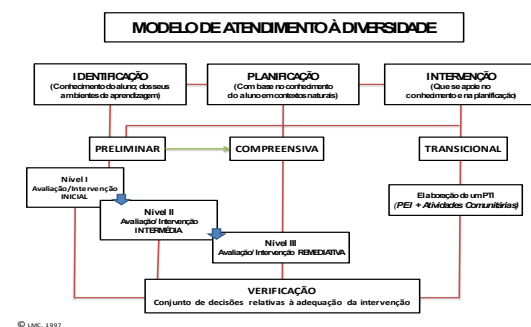 MODELO DE ATENDIMENTO À DIVERSIDADE
IDENTIFICAÇÃO
(Conhecimento do aluno; dos seus
ambientes de aprendizagem)
PLANIFICAÇÃO
(Com base no conhecimento
do aluno em contextos naturais)
INTERVENÇÃO
(Que se apoie no
conhecimento e na planificação)
PRELIMINAR
COMPREENSIVA
TRANSICIONAL
Nível I
Avaliação/Intervenção
INICIAL
Nível II
Avaliação/Intervenção
INTERMÉDIA
Nível III
Avaliação/Intervenção REMEDIATIVA
Elaboração de um PTI
(PEI + Atividades Comunitárias)
VERIFICAÇÃO
Conjunto de decisões relativas à adequação da intervenção
© LMC. 1997